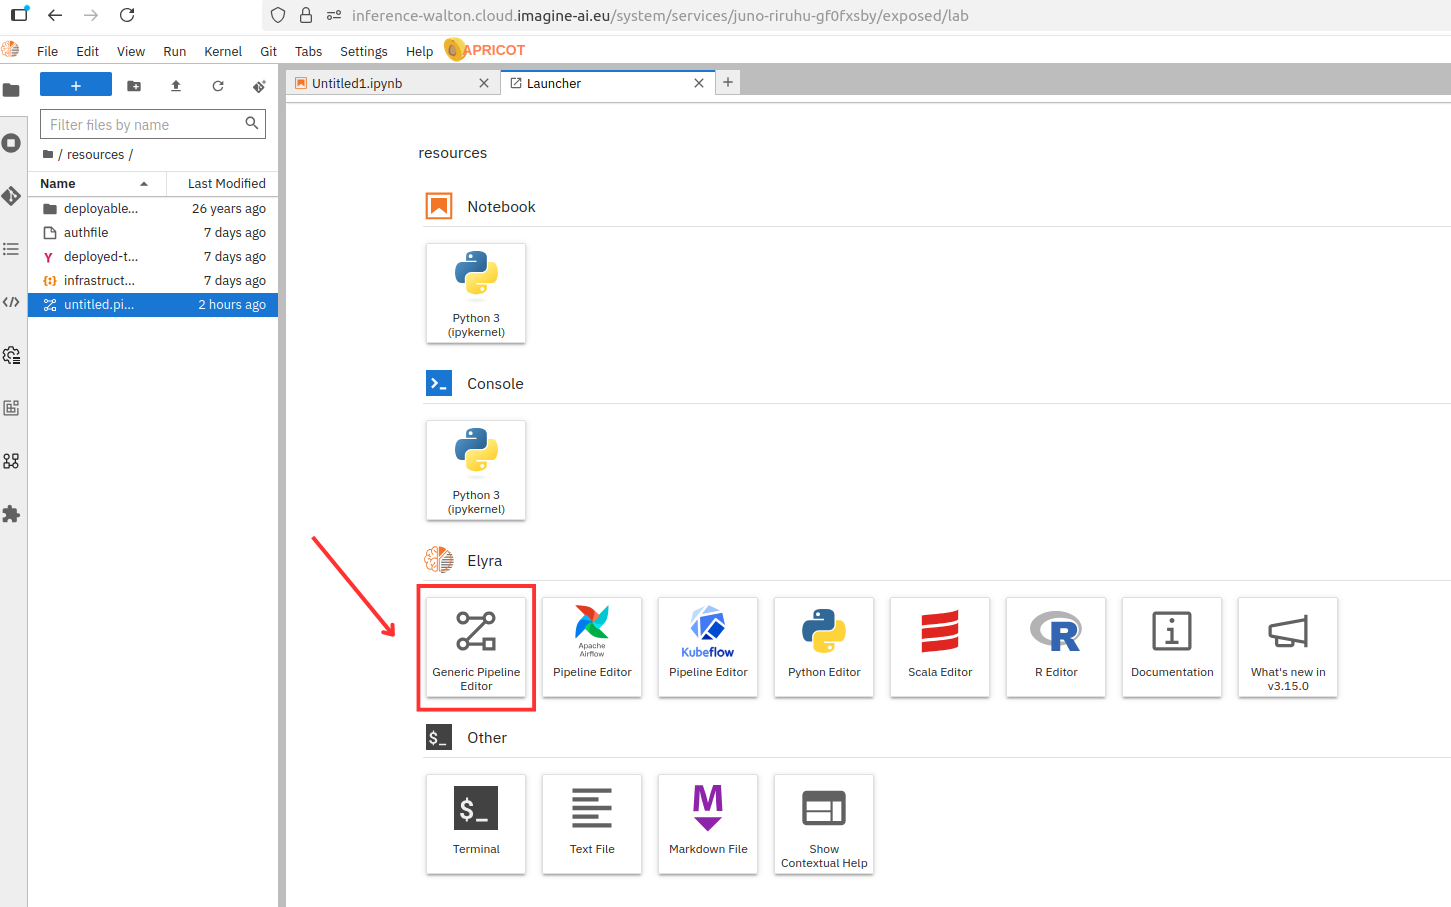 inference-walton.cloud.imagine-ai.eu/system/services/juno-riruhu-gf0fxsby/exposed/lab
File Edit View Run Kernel Git Tabs Settings Help APRICOT
+
Untitled1.ipynb
Launcher
+
Filter files by name
/ resources /
Name Last Modified
deployable... 26 years ago
authfile 7 days ago
Y deployed-t... 7 days ago
{:} infrastruct... 7 days ago
untitled.pi... 2 hours ago
resources
Notebook
Python 3
(ipykernel)
Console
Python 3
(ipykernel)
Elyra
Generic Pipeline
Editor
Apache
Airflow
Pipeline Editor
Kubeflow
Pipeline Editor
Python Editor
Scala Editor
R
R Editor
Documentation
What's new in
v3.15.0
$_ Other
$_
Terminal
Text File
M
Markdown File
Show
Contextual Help